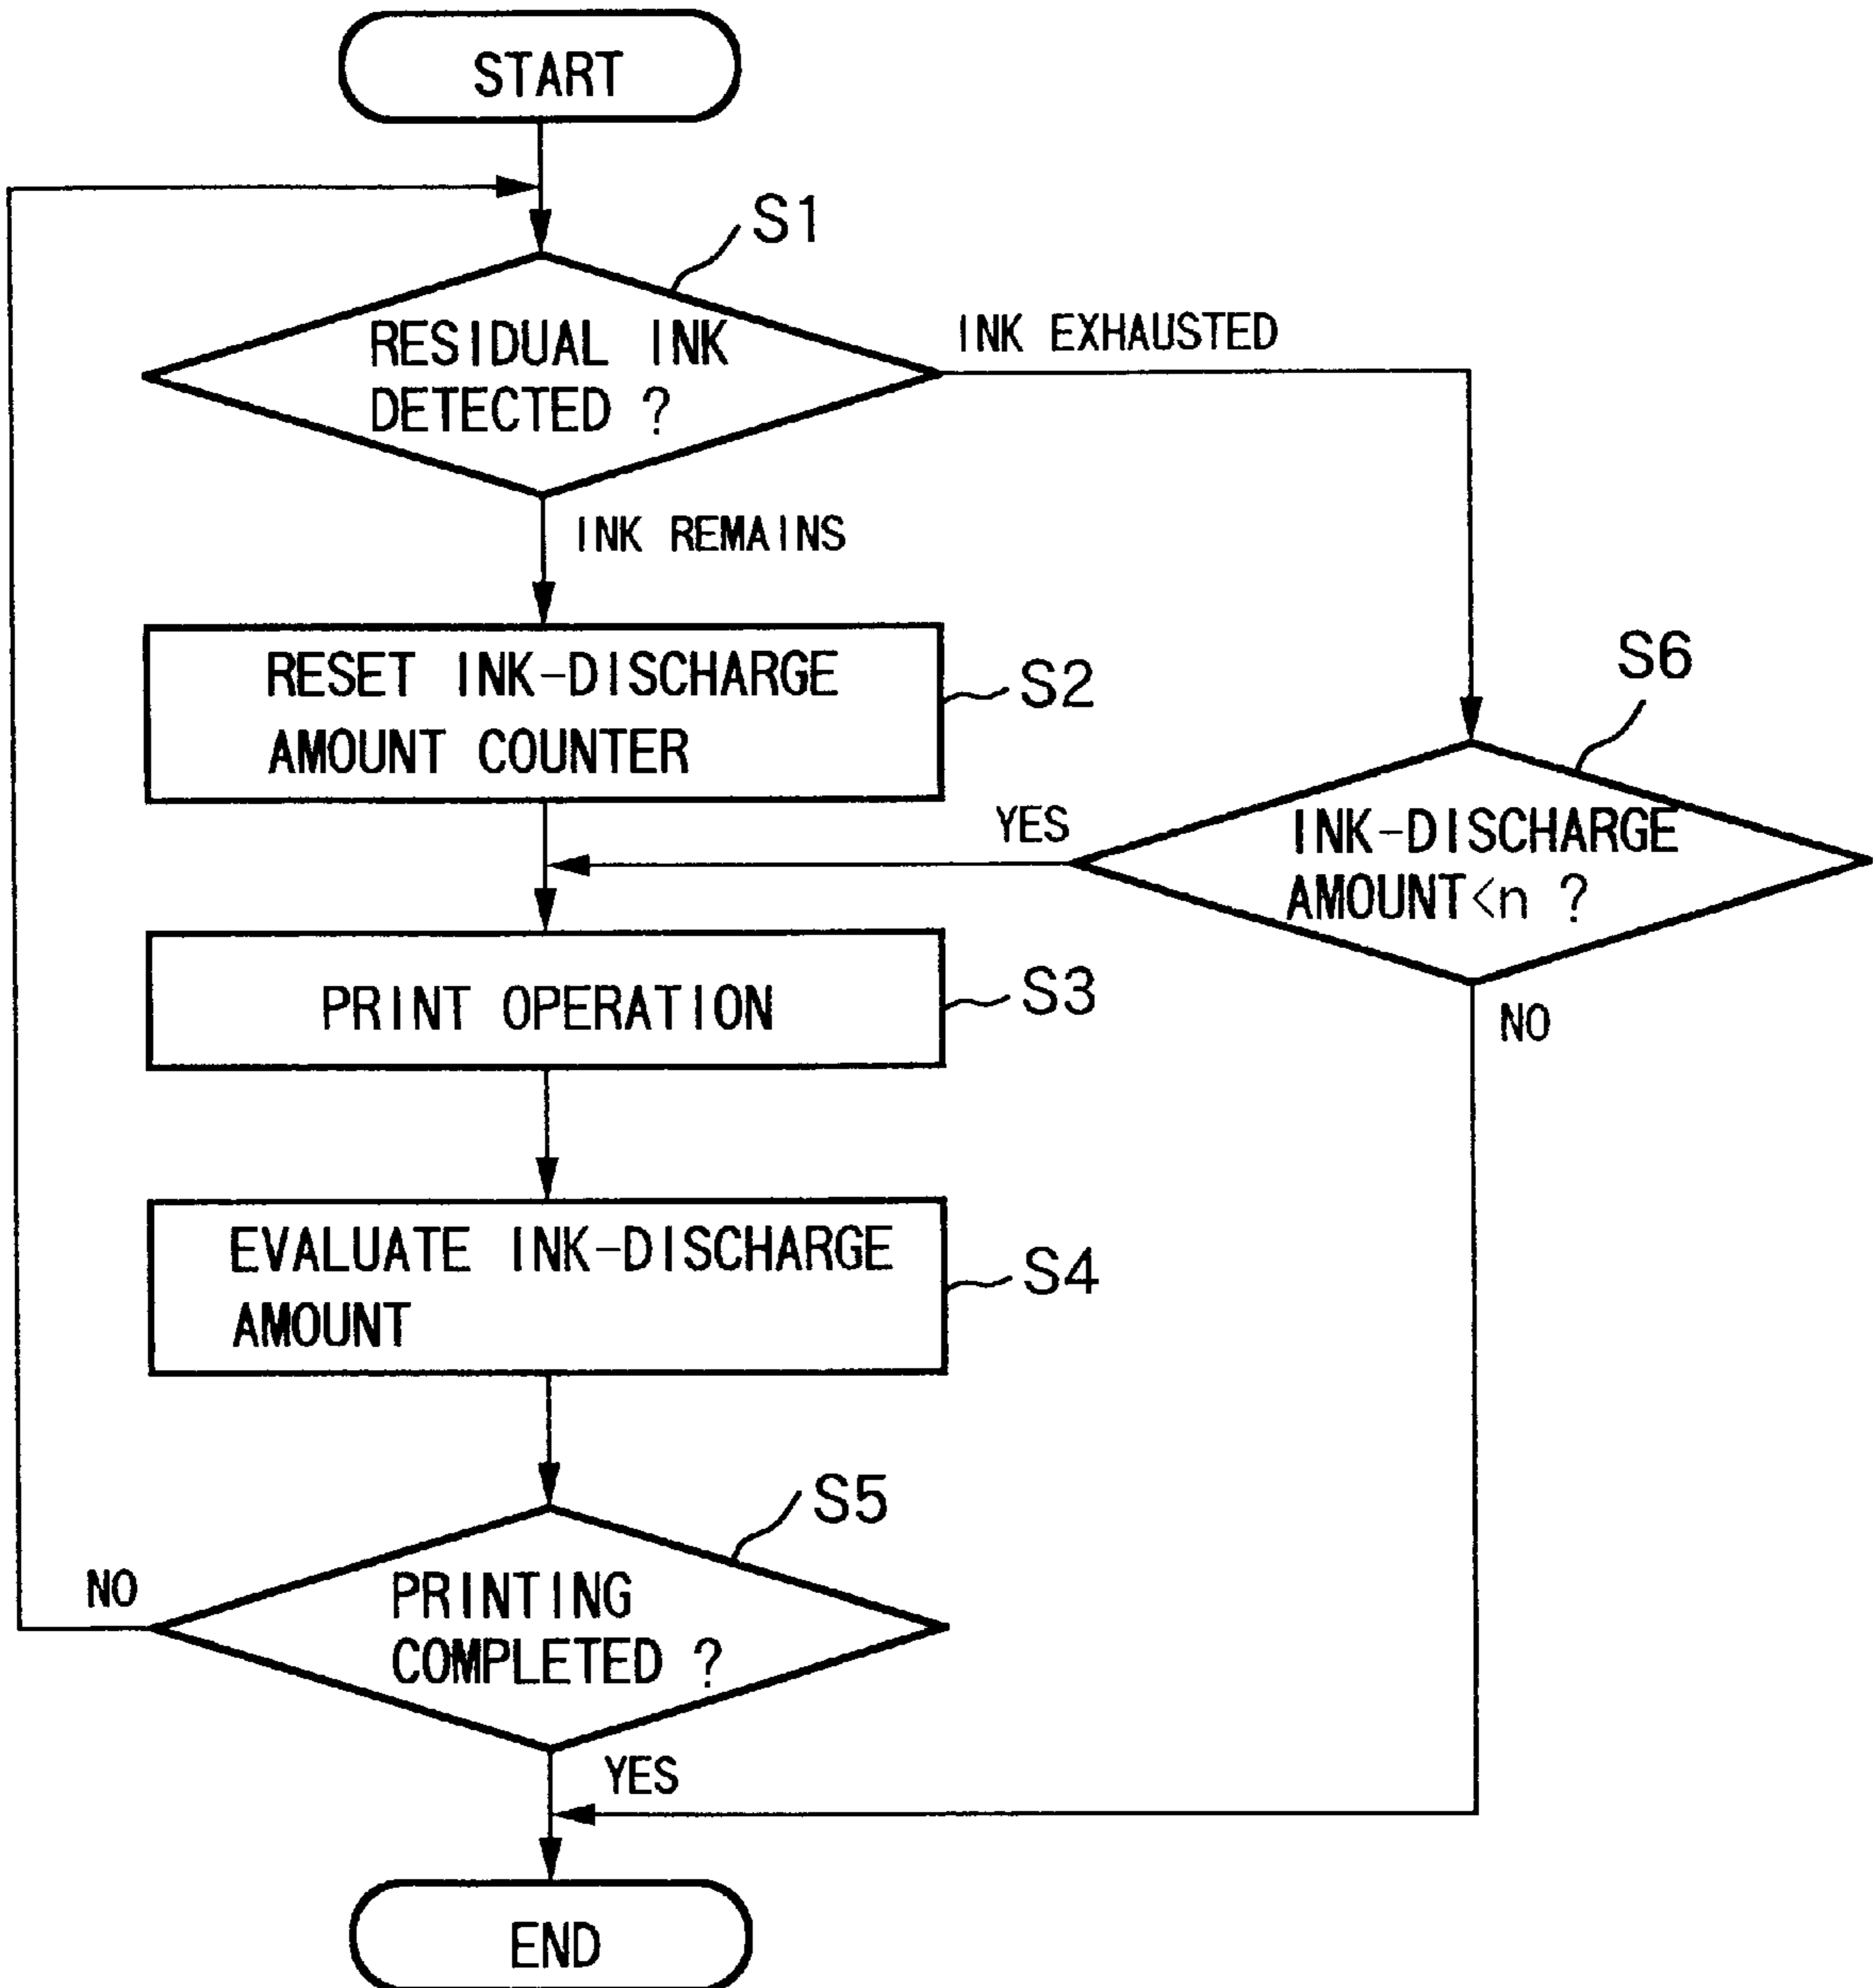 START
S1
RESIDUAL INK
DETECTED ?
INK EXHAUSTED
INK REMAINS
RESET INK-DISCHARGE
AMOUNT COUNTER
S2
S6
YES
INK-DISCHARGE
AMOUNT<n ?
PRINT OPERATION
S3
NO
EVALUATE INK-DISCHARGE
AMOUNT
S4
S5
NO
PRINTING
COMPLETED ?
YES
END